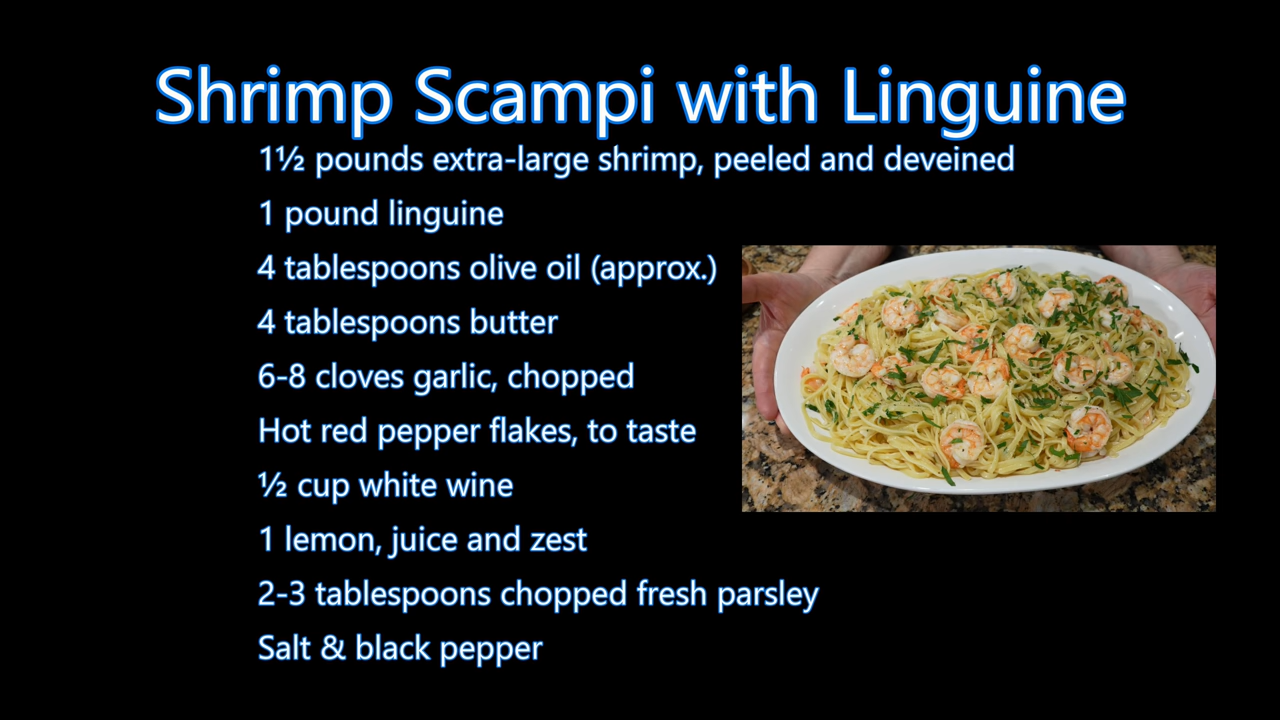 Shrimp Scampi with Linguine
1½ pounds extra-large shrimp, peeled and deveined
1 pound linguine
4 tablespoons olive oil (approx.)
4 tablespoons butter
6-8 cloves garlic, chopped
Hot red pepper flakes, to taste
½ cup white wine
1 lemon, juice and zest
2-3 tablespoons chopped fresh parsley
Salt & black pepper